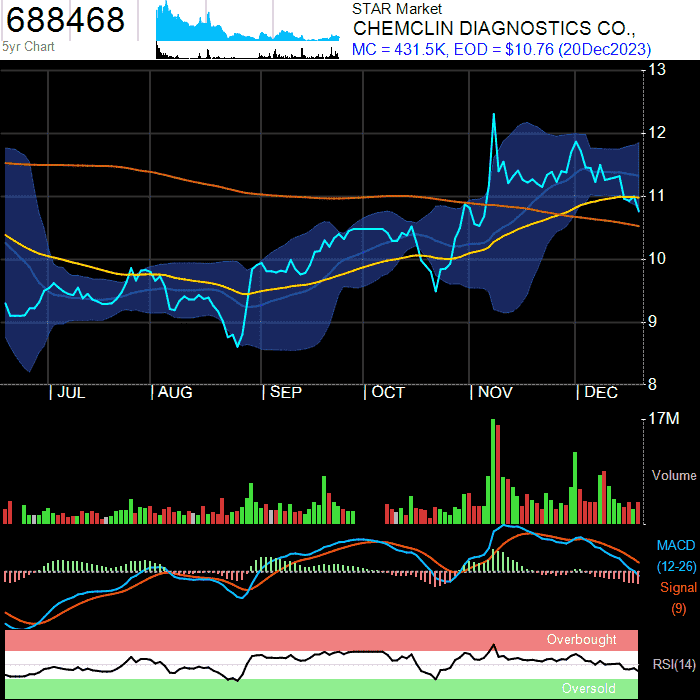 688468
5yr Chart
STAR Market
CHEMCLIN DIAGNOSTICS CO.,
MC = 431.5K, EOD = $10.76 (20Dec2023)
13
12
11
10
9
8
| JUL | AUG | SEP | OCT | NOV | DEC
17M
Volume
MACD
(12-26)
Signal
(9)
Overbought
RSI(14)
Oversold